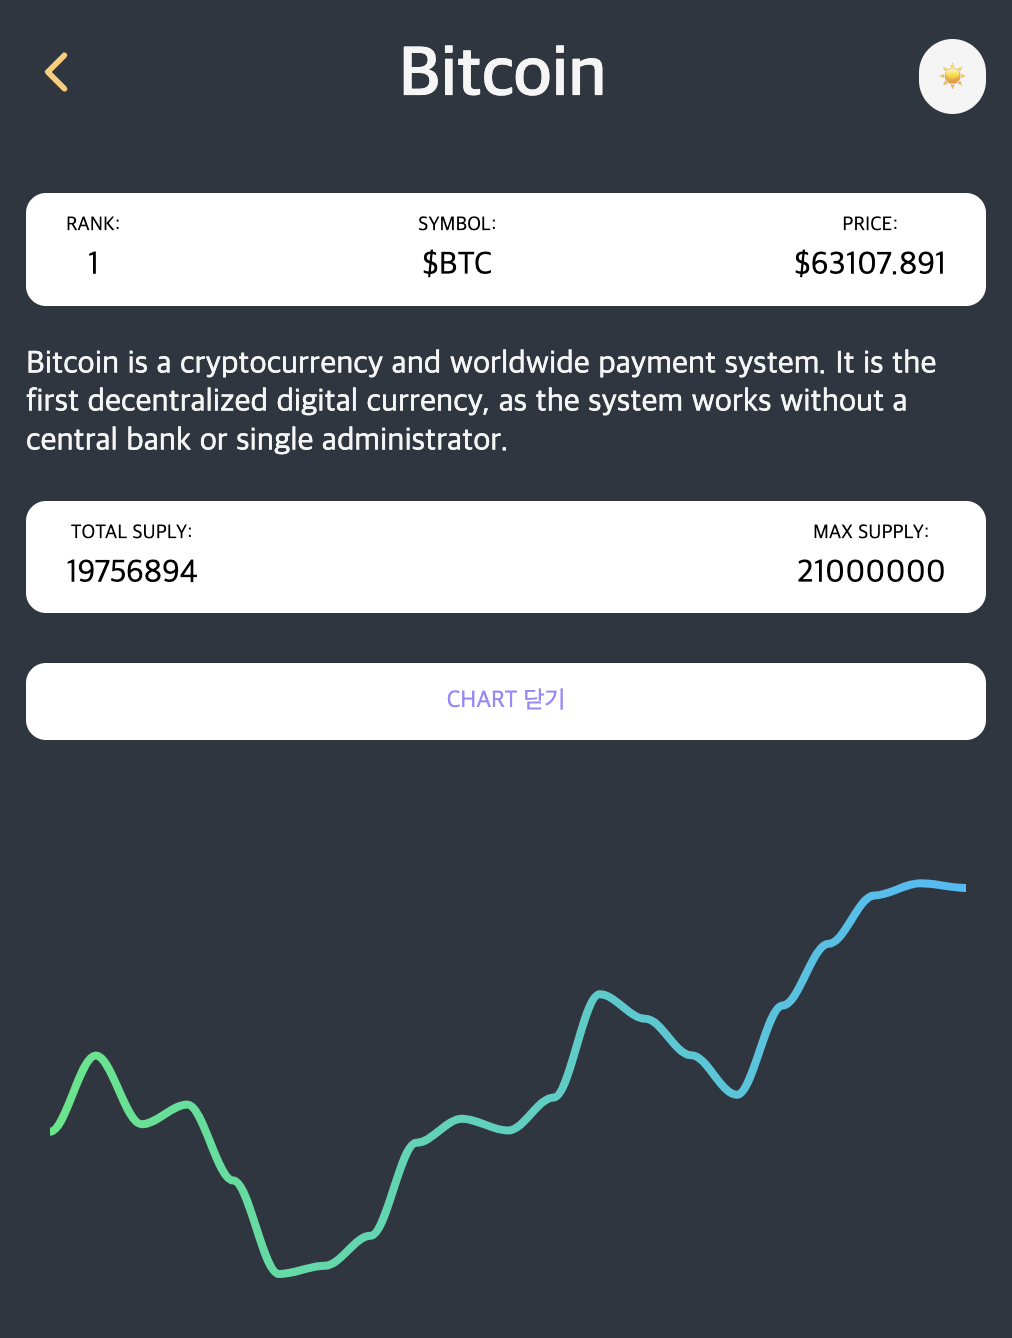 Bitcoin
RANK:
1
SYMBOL:
$BTC
PRICE:
$63107.891
Bitcoin is a cryptocurrency and worldwide payment system. It is the
first decentralized digital currency, as the system works without a
central bank or single administrator.
TOTAL SUPLY:
19756894
MAX SUPPLY:
21000000
CHART 닫기